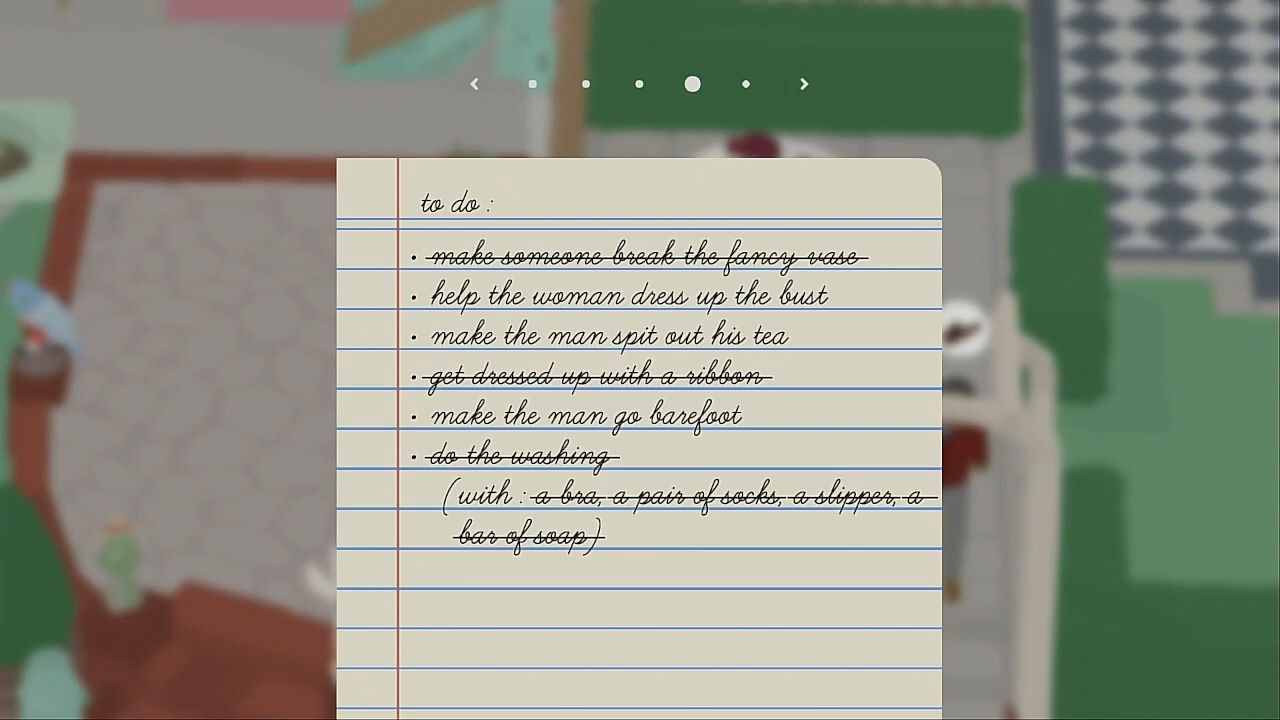 to do :
• make someone break the fancy vase
• help the woman dress up the bust
• make the man spit out his tea
• get dressed up with a ribbon
• make the man go barefoot
• do the washing
(with : a bra, a pair of socks, a slipper, a
bar of soap)